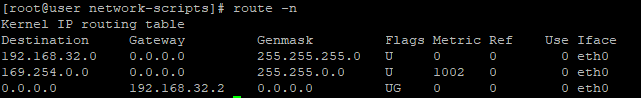 [root@user network-scripts]# route -n
Kernel IP routing table
Destination     Gateway         Genmask         Flags Metric Ref    Use Iface
192.168.32.0    0.0.0.0         255.255.255.0   U     0      0        0 eth0
169.254.0.0     0.0.0.0         255.255.0.0     U     1002   0        0 eth0
0.0.0.0         192.168.32.2    0.0.0.0         UG    0      0        0 eth0